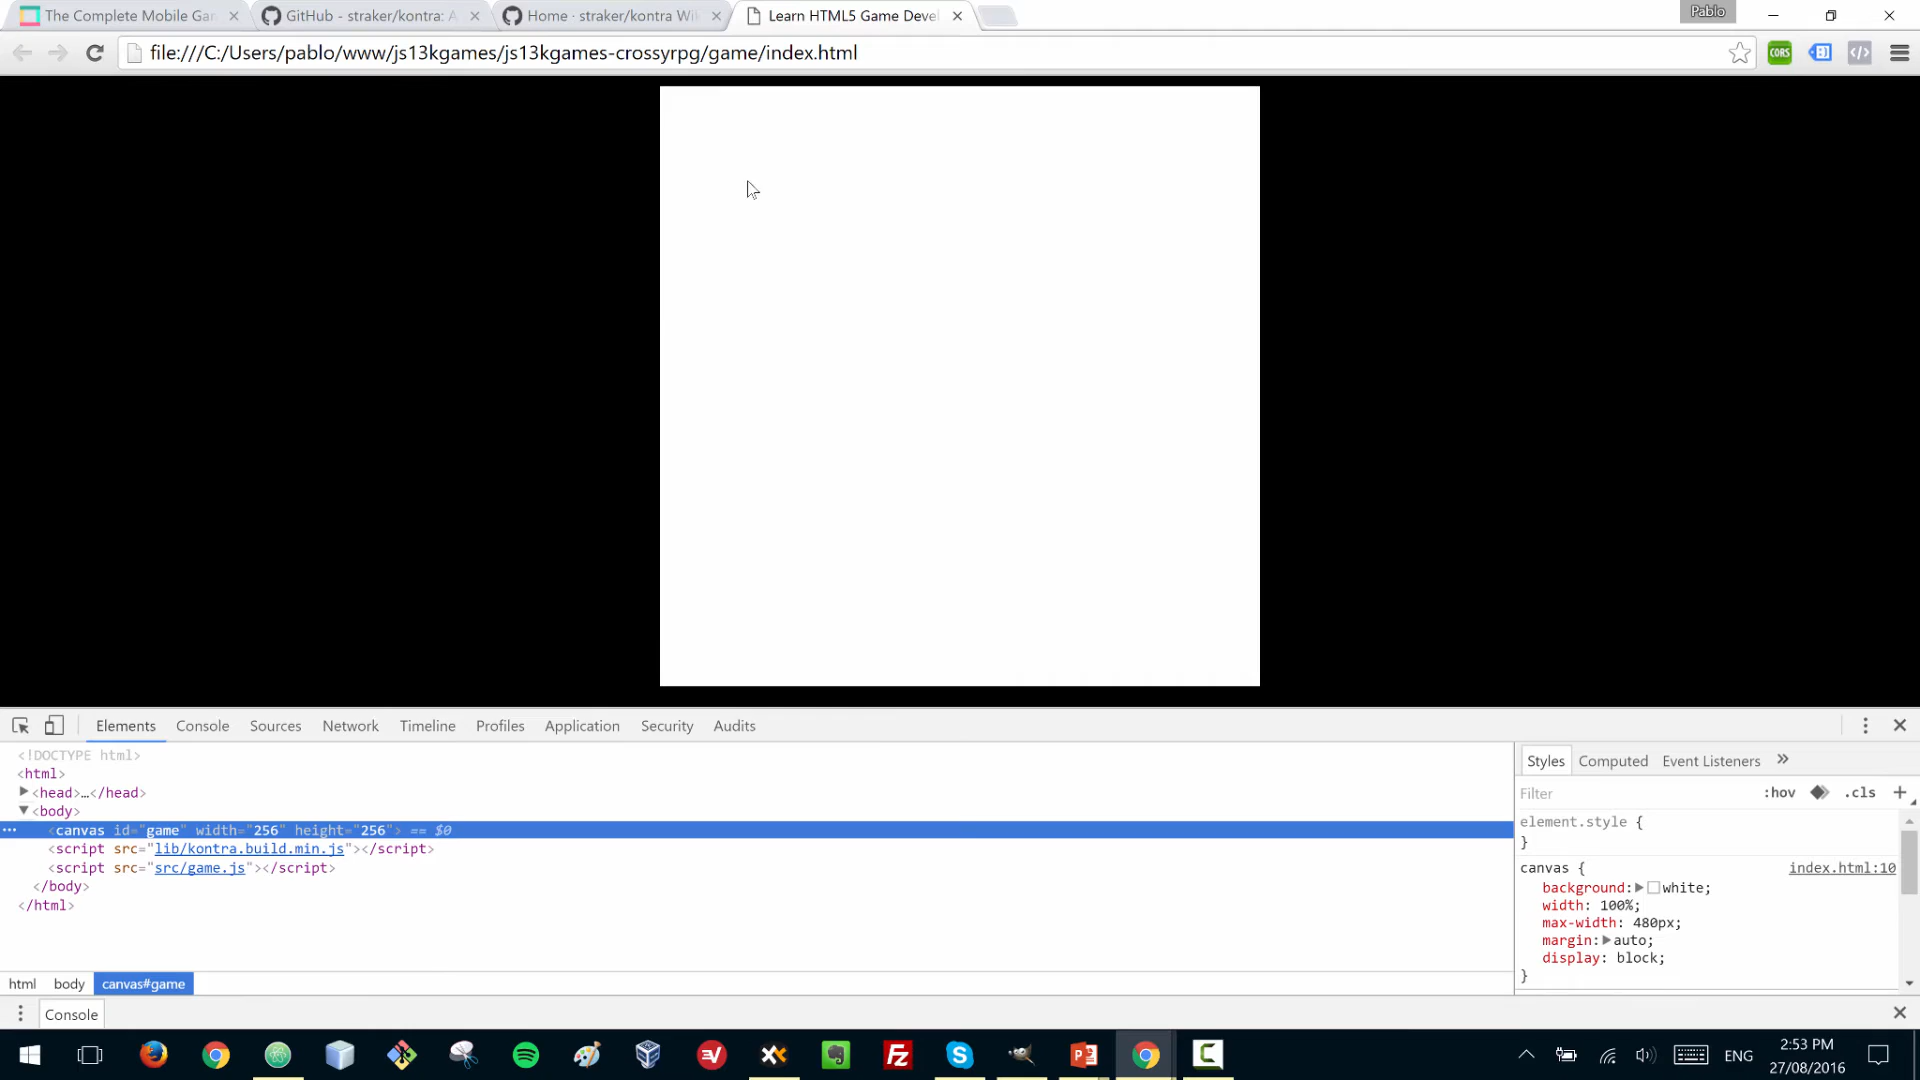 The Complete Mobile Gan
GitHub - straker/kontra: A
Home · straker/kontra Wi
Learn HTML5 Game Devel
Pablo
file:///C:/Users/pablo/www/js13kgames/js13kgames-crossyrpg/game/index.html
CORS
Elements Console Sources Network Timeline Profiles Application Security Audits
<!DOCTYPE html>
<html>
<head>…</head>
<body>
<canvas id="game" width="256" height="256"> == $0
<script src="lib/kontra.build.min.js"></script>
<script src="src/game.js"></script>
</body>
</html>
Styles Computed Event Listeners »
Filter :hov .cls +
element.style {
}
canvas { index.html:10
background: white;
width: 100%;
max-width: 480px;
margin: auto;
display: block;
}
html body canvas#game
Console
ENG
2:53 PM
27/08/2016